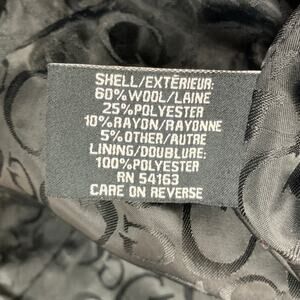 SHELL/EXTÉRIEUR:
60% WOOL/LAINE
25% POLYESTER
10% RAYON/RAYONNE
5% OTHER/AUTRE
LINING/DOUBLURE:
100% POLYESTER
RN 54163
CARE ON REVERSE